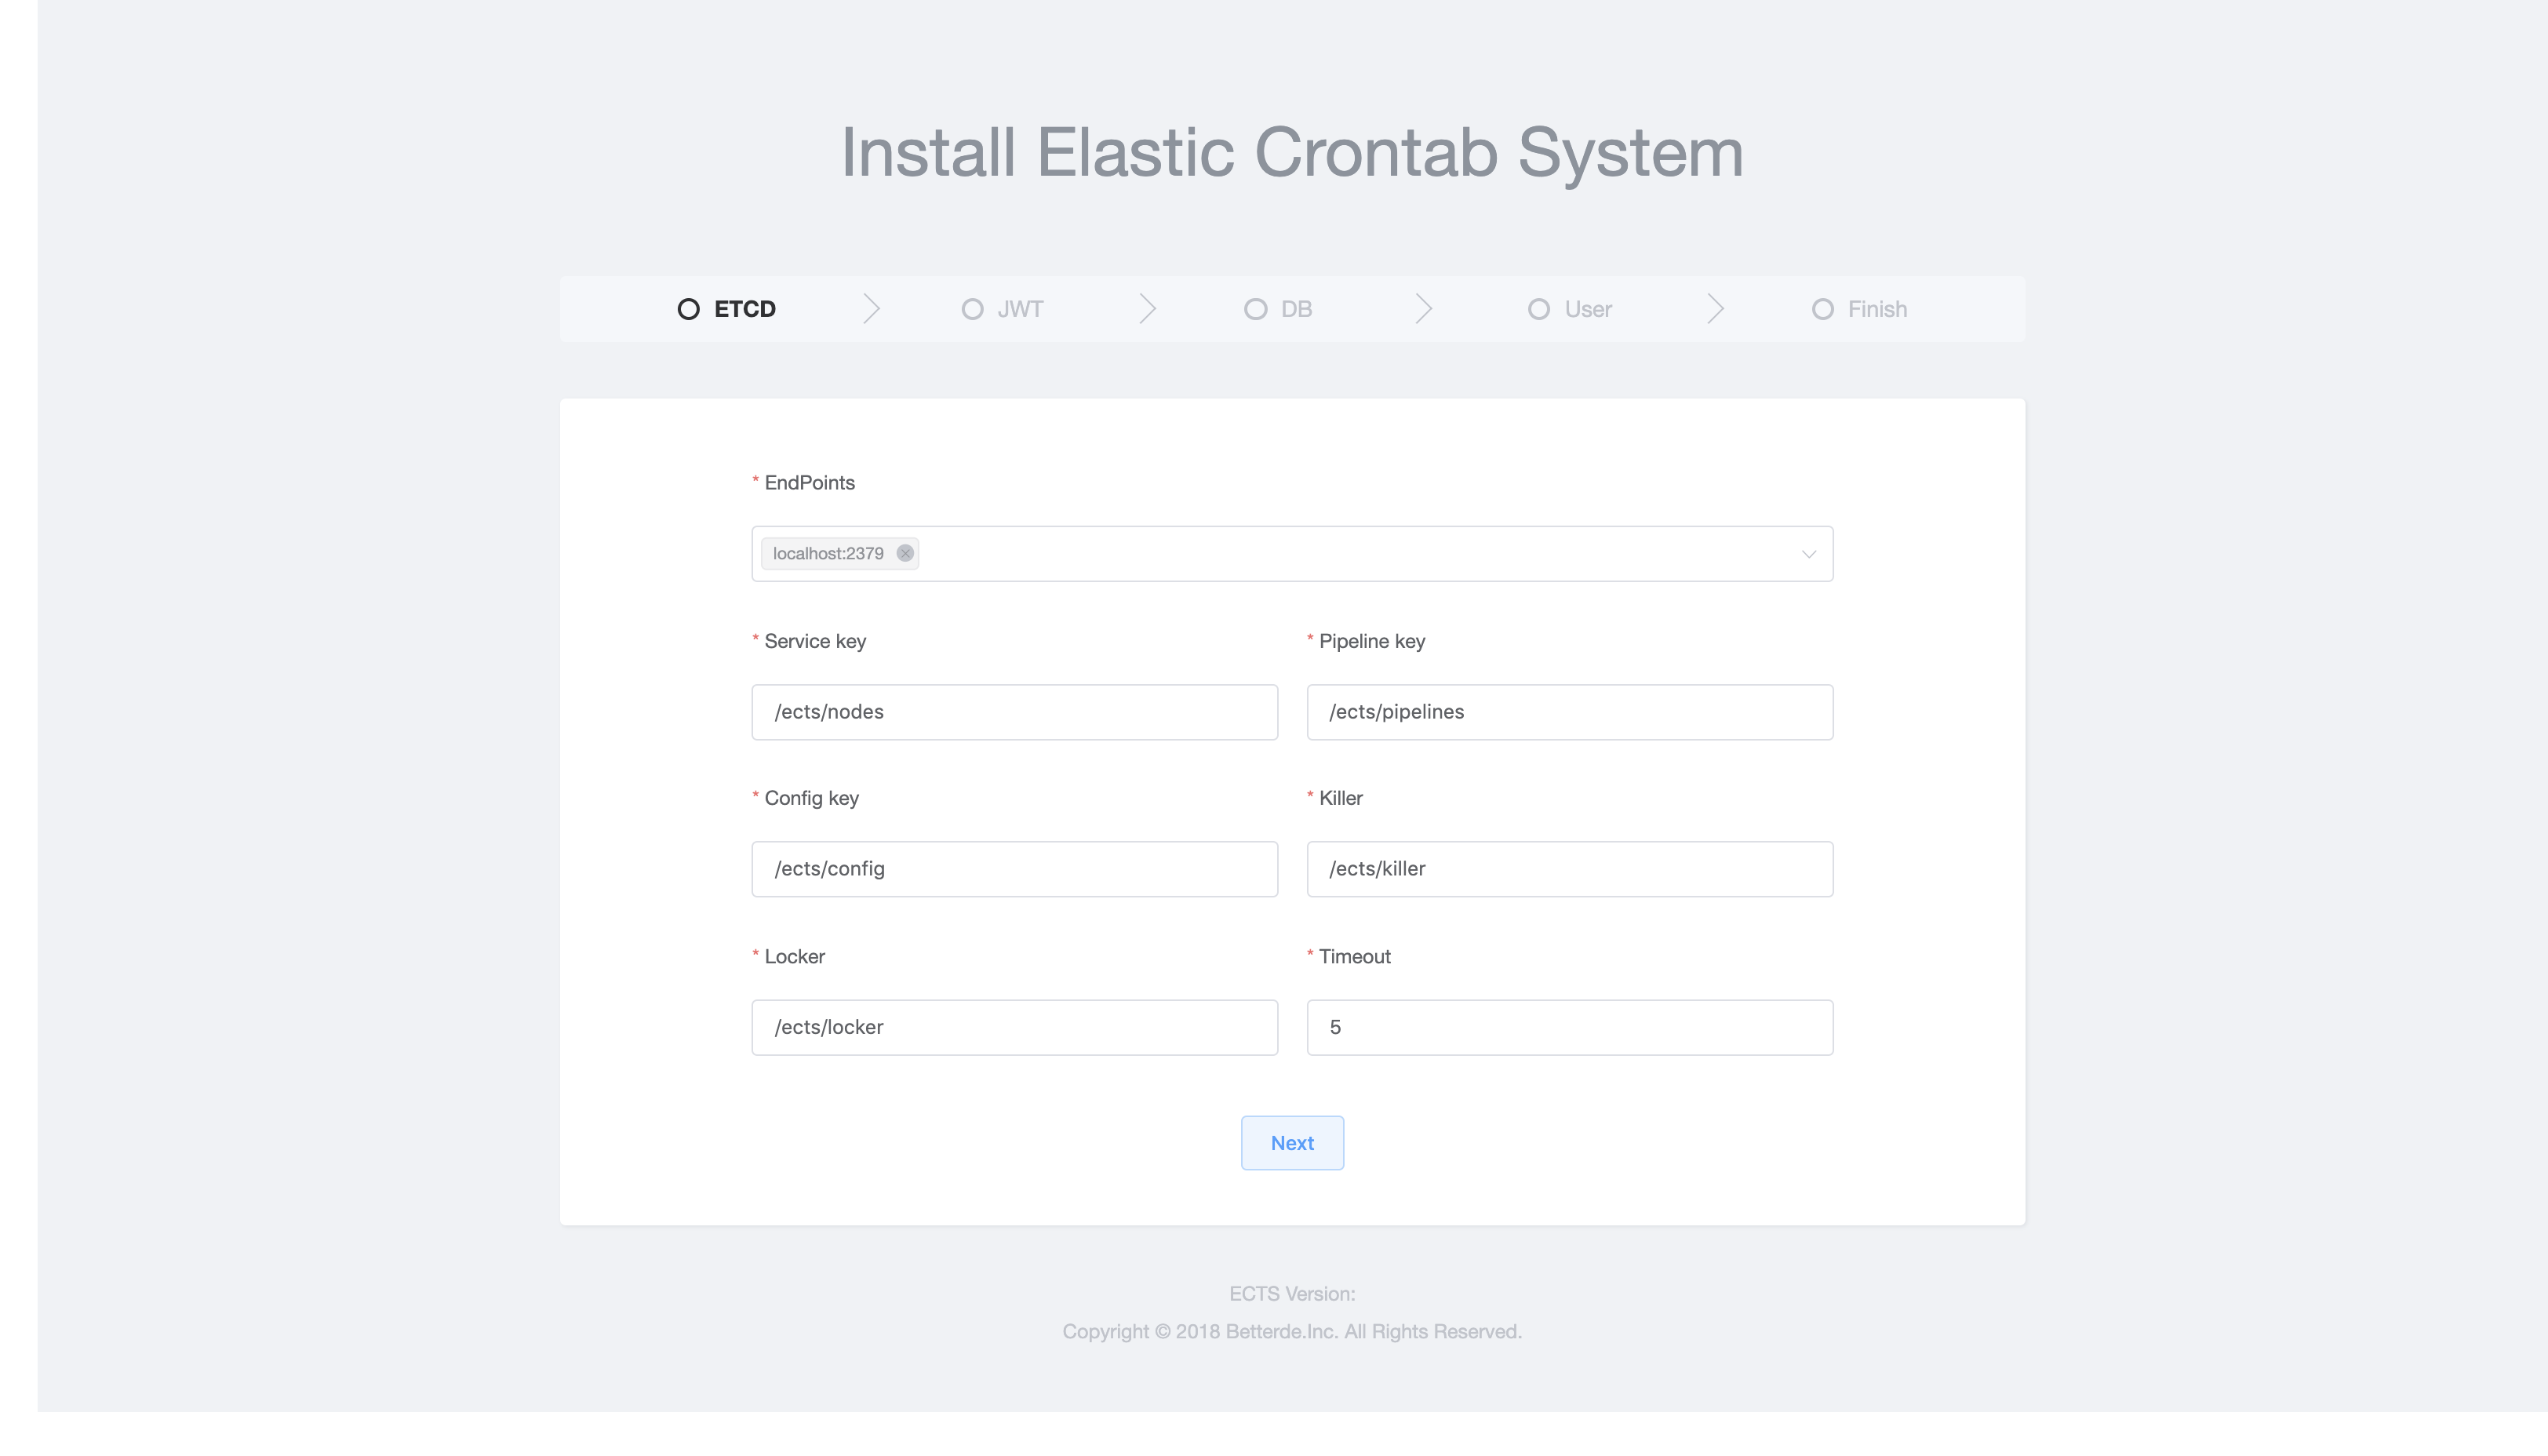 Install Elastic Crontab System
ETCD JWT DB User Finish
* EndPoints
localhost:2379
* Service key * Pipeline key
/ects/nodes /ects/pipelines
* Config key * Killer
/ects/config /ects/killer
* Locker * Timeout
/ects/locker 5
Next
ECTS Version:
Copyright © 2018 Betterde.Inc. All Rights Reserved.